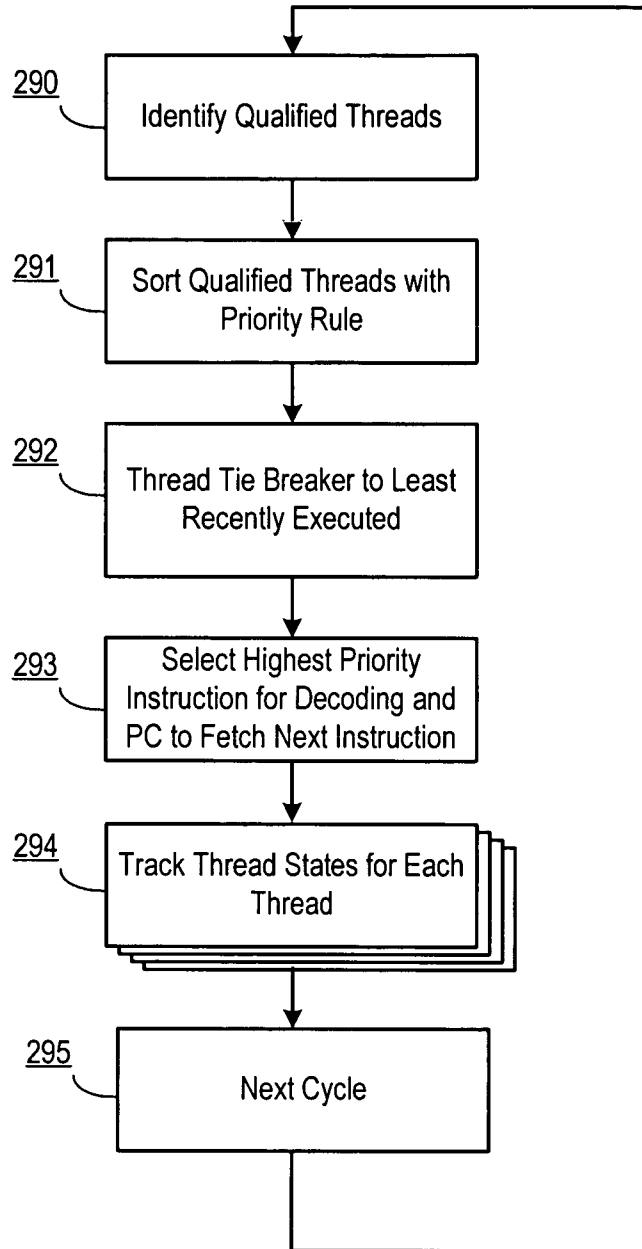 290
Identify Qualified Threads
291
Sort Qualified Threads with
Priority Rule
292
Thread Tie Breaker to Least
Recently Executed
293
Select Highest Priority
Instruction for Decoding and
PC to Fetch Next Instruction
294
Track Thread States for Each
Thread
295
Next Cycle